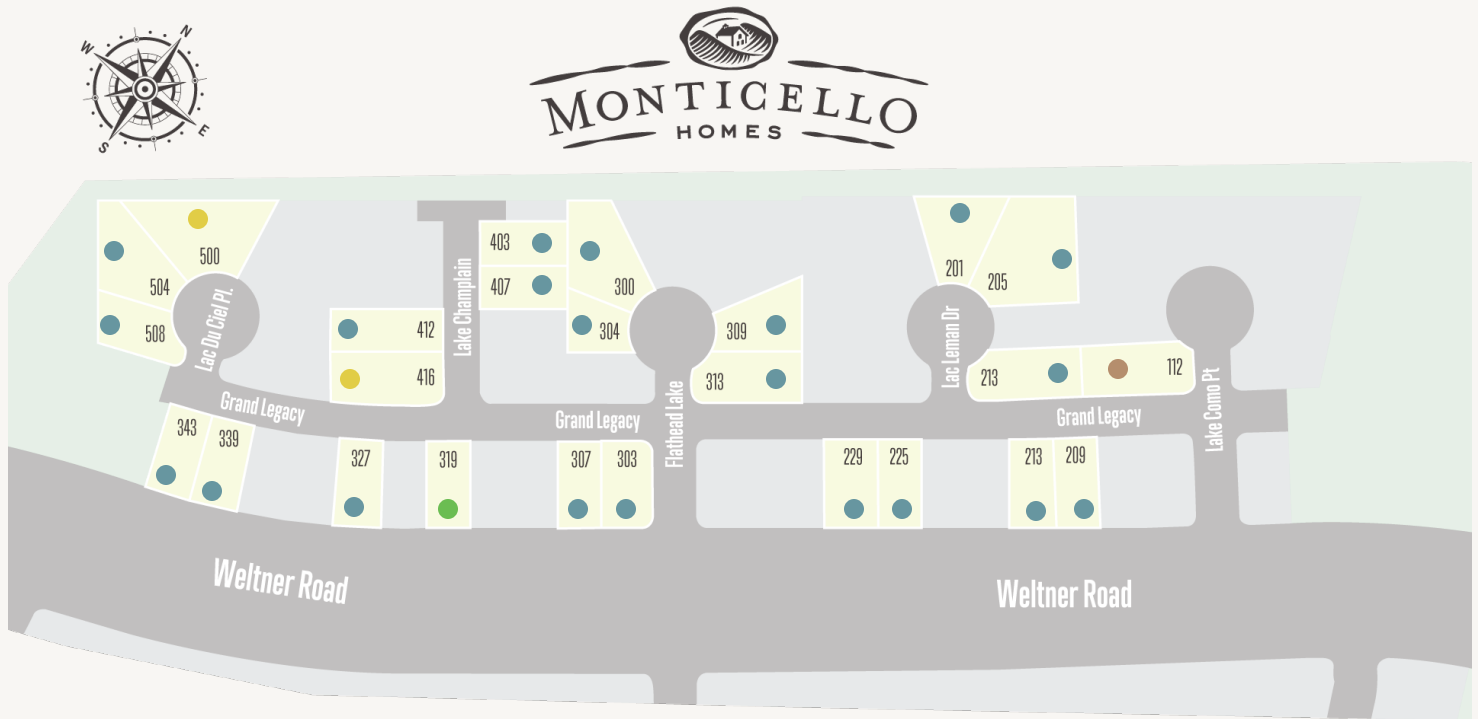 N
W
E
S
MONTICELLO
HOMES
500
504
508
Lac Du Ciel Pl.
412
416
Lake Champlain
403
407
300
304
309
313
Flathead Lake
201
205
Lac Leman Dr
213
112
Lake Como Pt
Grand Legacy
Grand Legacy
Grand Legacy
343
339
327
319
307
303
229
225
213
209
Weltner Road
Weltner Road